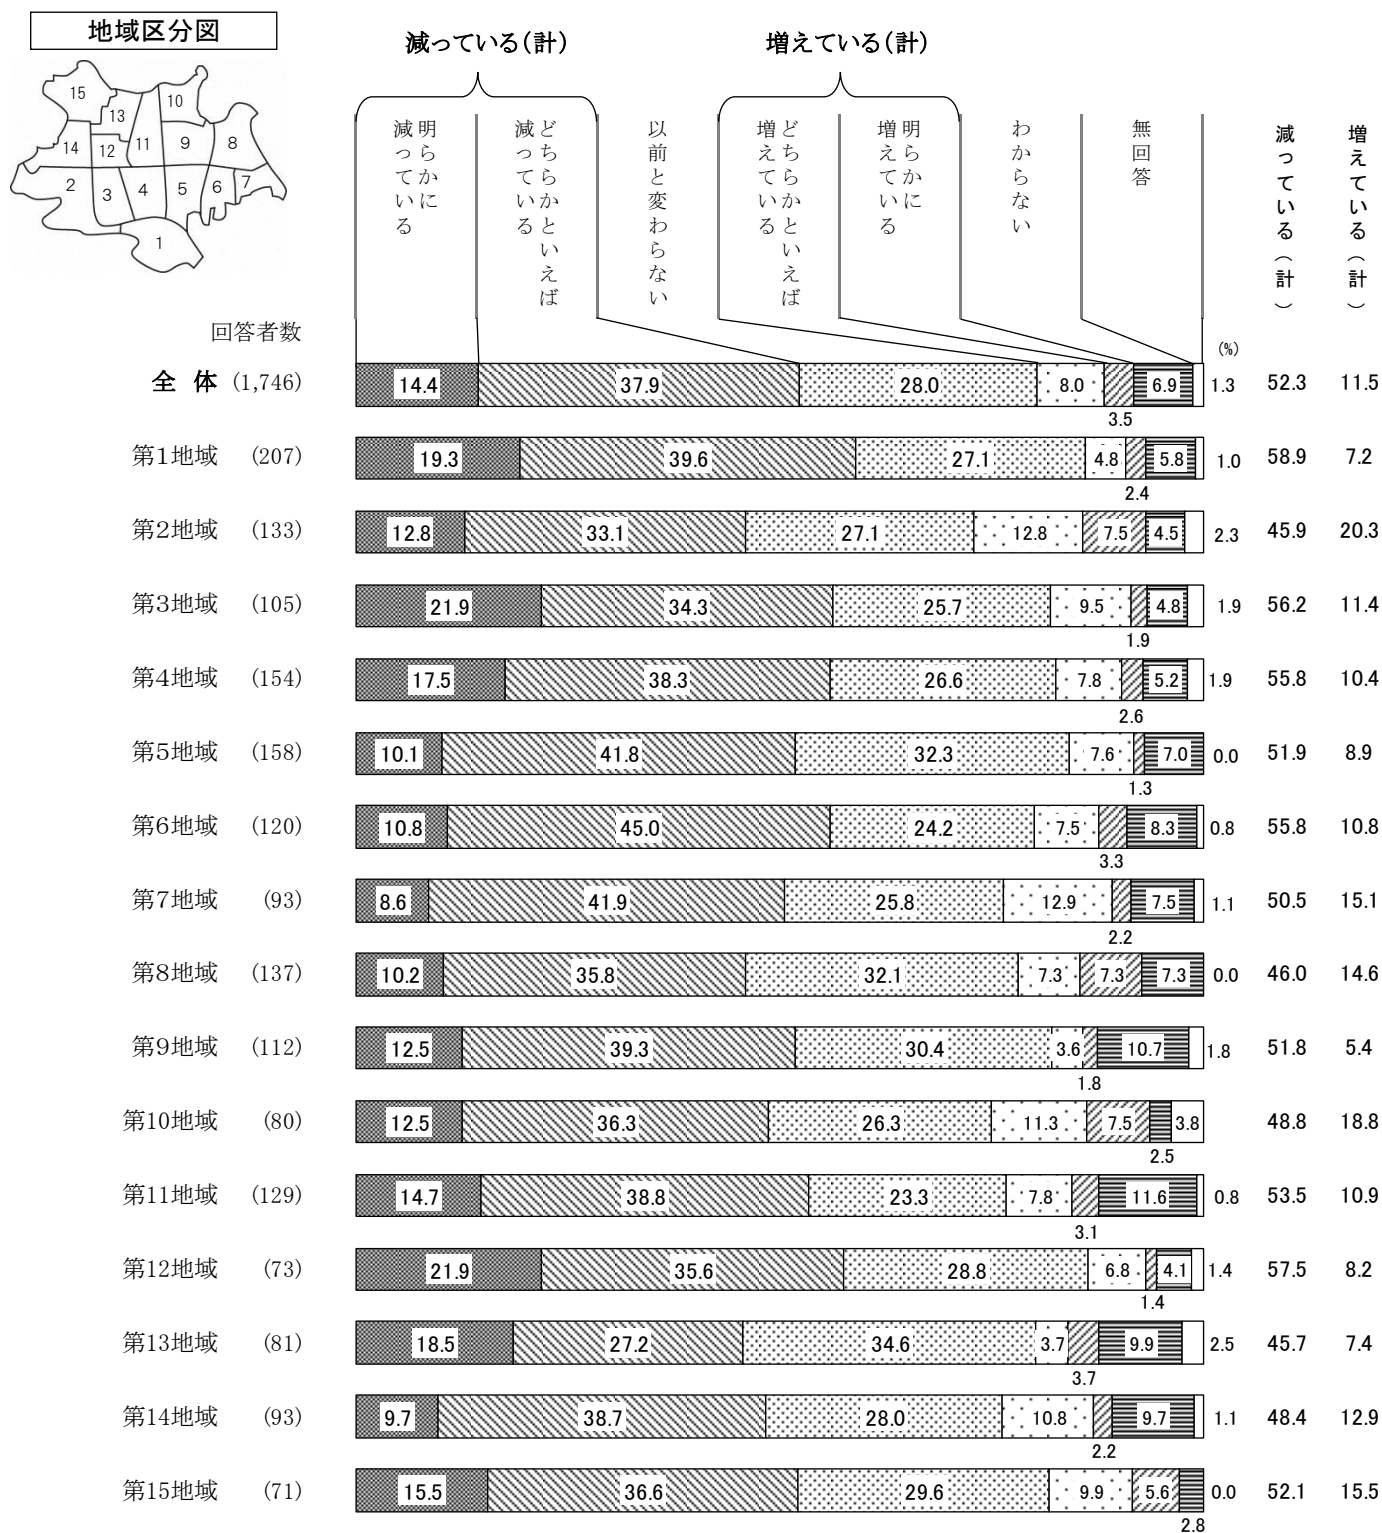 地域区分図
15
10
13
14
12
11
9
8
2
3
4
5
6
7
1
減っている(計)
増えている(計)
明らかに
減っている
どちらかといえば
減っている
以前と変わらない
どちらかといえば
増えている
明らかに
増えている
わからない
無回答
減っている(計)
増えている(計)
回答者数
(%)
全 体 (1,746) 14.4 37.9 28.0 8.0 3.5 6.9 1.3 52.3 11.5
第1地域 (207) 19.3 39.6 27.1 4.8 2.4 5.8 1.0 58.9 7.2
第2地域 (133) 12.8 33.1 27.1 12.8 7.5 4.5 2.3 45.9 20.3
第3地域 (105) 21.9 34.3 25.7 9.5 1.9 4.8 1.9 56.2 11.4
第4地域 (154) 17.5 38.3 26.6 7.8 2.6 5.2 1.9 55.8 10.4
第5地域 (158) 10.1 41.8 32.3 7.6 1.3 7.0 0.0 51.9 8.9
第6地域 (120) 10.8 45.0 24.2 7.5 3.3 8.3 0.8 55.8 10.8
第7地域 (93) 8.6 41.9 25.8 12.9 2.2 7.5 1.1 50.5 15.1
第8地域 (137) 10.2 35.8 32.1 7.3 7.3 7.3 0.0 46.0 14.6
第9地域 (112) 12.5 39.3 30.4 3.6 1.8 10.7 1.8 51.8 5.4
第10地域 (80) 12.5 36.3 26.3 11.3 7.5 2.5 3.8 48.8 18.8
第11地域 (129) 14.7 38.8 23.3 7.8 3.1 11.6 0.8 53.5 10.9
第12地域 (73) 21.9 35.6 28.8 6.8 1.4 4.1 1.4 57.5 8.2
第13地域 (81) 18.5 27.2 34.6 3.7 3.7 9.9 2.5 45.7 7.4
第14地域 (93) 9.7 38.7 28.0 10.8 2.2 9.7 1.1 48.4 12.9
第15地域 (71) 15.5 36.6 29.6 9.9 5.6 2.8 0.0 52.1 15.5